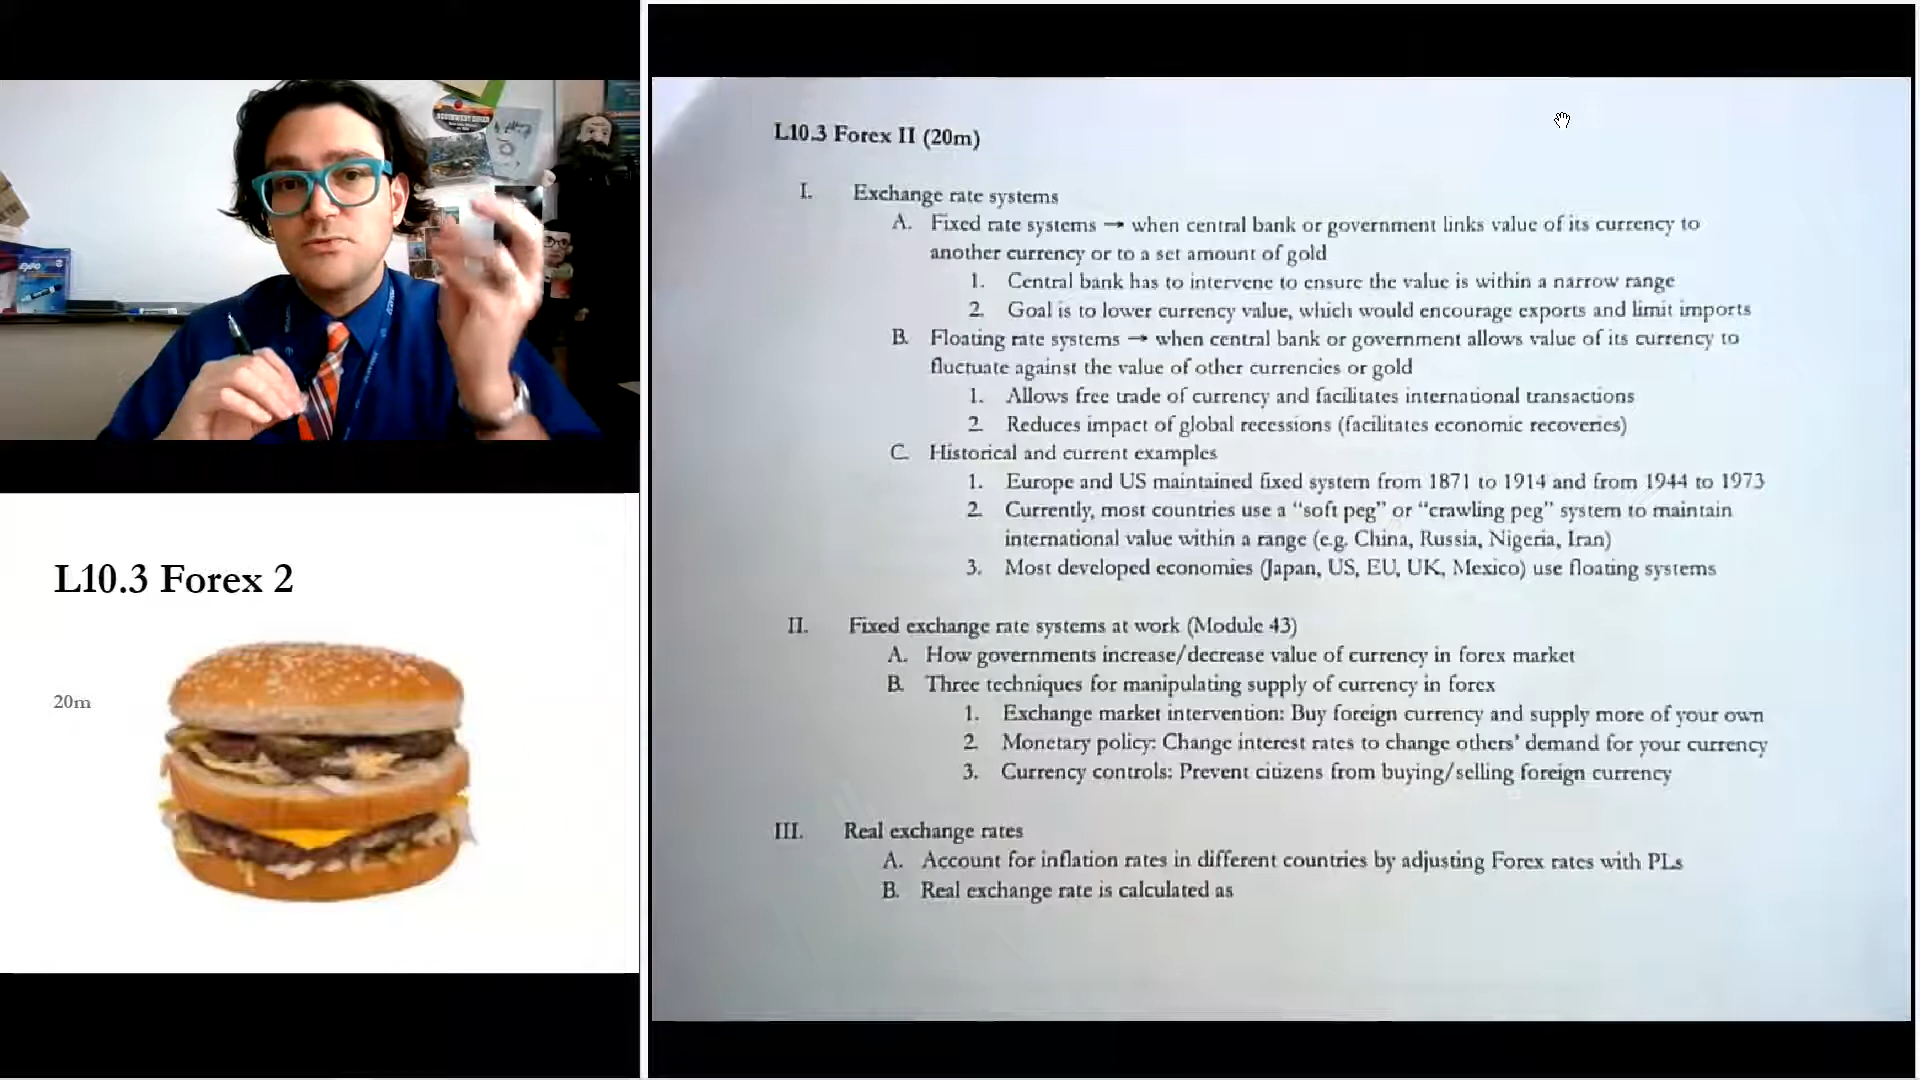 L10.3 Forex 2
20m
L10.3 Forex II (20m)
I. Exchange rate systems
A. Fixed rate systems → when central bank or government links value of its currency to
another currency or to a set amount of gold
1. Central bank has to intervene to ensure the value is within a narrow range
2. Goal is to lower currency value, which would encourage exports and limit imports
B. Floating rate systems → when central bank or government allows value of its currency to
fluctuate against the value of other currencies or gold
1. Allows free trade of currency and facilitates international transactions
2. Reduces impact of global recessions (facilitates economic recoveries)
C. Historical and current examples
1. Europe and US maintained fixed system from 1871 to 1914 and from 1944 to 1973
2. Currently, most countries use a “soft peg” or “crawling peg” system to maintain
international value within a range (e.g. China, Russia, Nigeria, Iran)
3. Most developed economies (Japan, US, EU, UK, Mexico) use floating systems
II. Fixed exchange rate systems at work (Module 43)
A. How governments increase/decrease value of currency in forex market
B. Three techniques for manipulating supply of currency in forex
1. Exchange market intervention: Buy foreign currency and supply more of your own
2. Monetary policy: Change interest rates to change others’ demand for your currency
3. Currency controls: Prevent citizens from buying/selling foreign currency
III. Real exchange rates
A. Account for inflation rates in different countries by adjusting Forex rates with PLs
B. Real exchange rate is calculated as